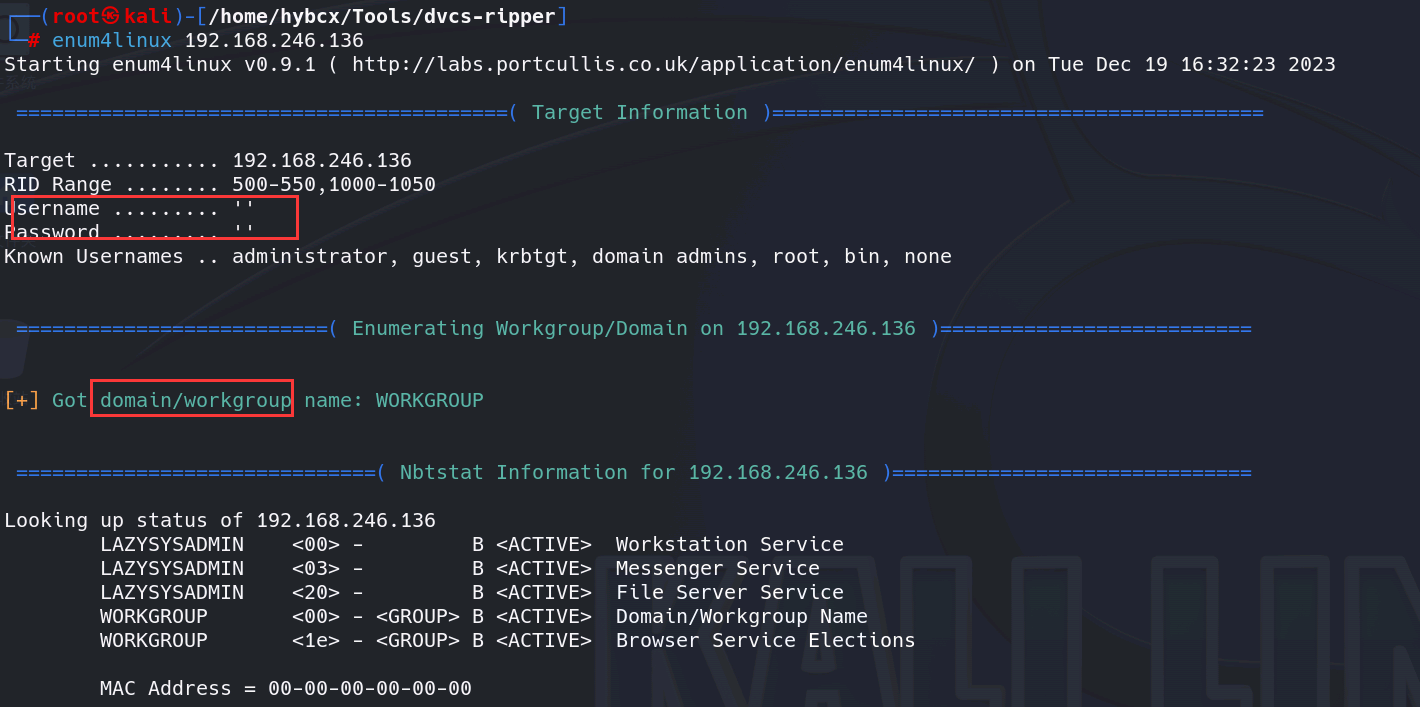 ┌──(root㉿kali)-[/home/hybcx/Tools/dvcs-ripper]
└─# enum4linux 192.168.246.136
Starting enum4linux v0.9.1 ( http://labs.portcullis.co.uk/application/enum4linux/ ) on Tue Dec 19 16:32:23 2023
=========================================( Target Information )=========================================
Target ........... 192.168.246.136
RID Range ........ 500-550,1000-1050
Username ......... ''
Password ......... ''
Known Usernames .. administrator, guest, krbtgt, domain admins, root, bin, none
==========================( Enumerating Workgroup/Domain on 192.168.246.136 )==========================
[+] Got domain/workgroup name: WORKGROUP
==============================( Nbtstat Information for 192.168.246.136 )==============================
Looking up status of 192.168.246.136
LAZYSYSADMIN    <00> -         B <ACTIVE>  Workstation Service
LAZYSYSADMIN    <03> -         B <ACTIVE>  Messenger Service
LAZYSYSADMIN    <20> -         B <ACTIVE>  File Server Service
WORKGROUP       <00> - <GROUP> B <ACTIVE>  Domain/Workgroup Name
WORKGROUP       <1e> - <GROUP> B <ACTIVE>  Browser Service Elections
MAC Address = 00-00-00-00-00-00
KALI LIN